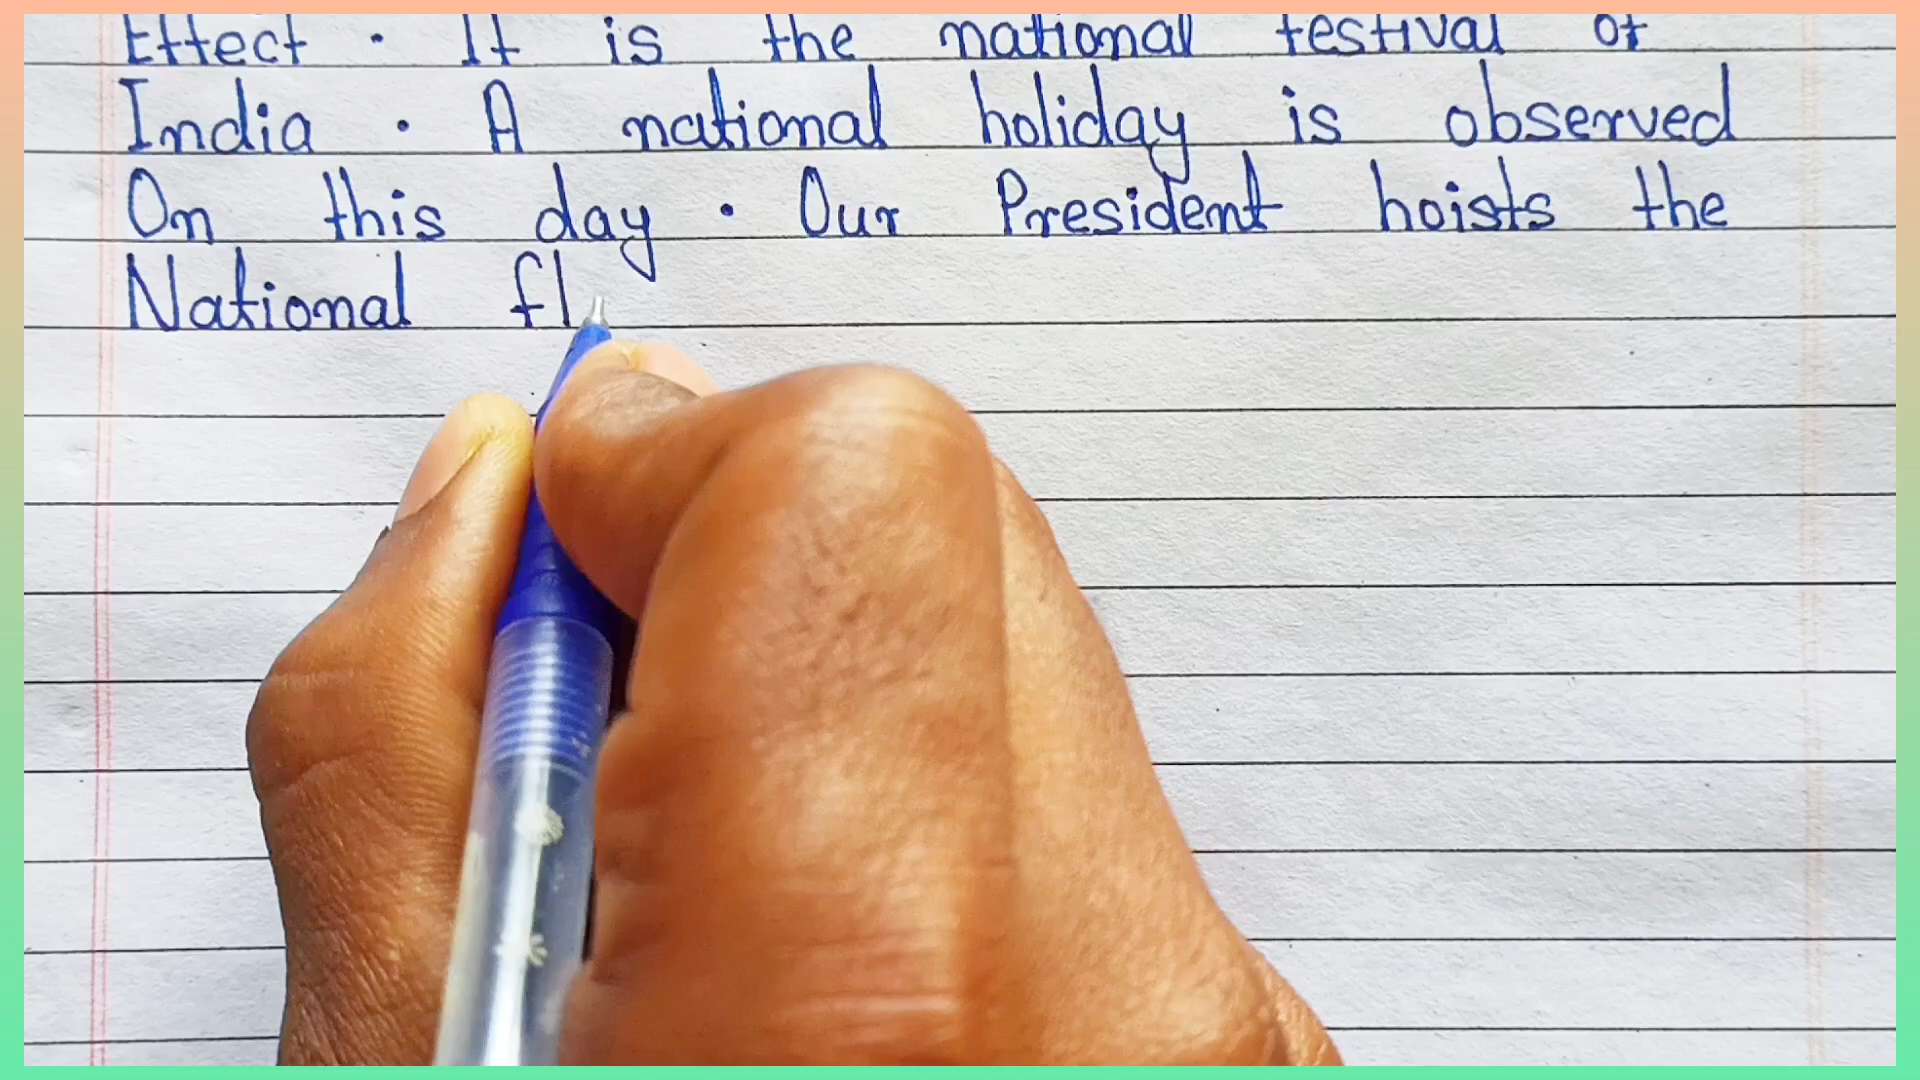 Effect. It is the national festival of
India. A national holiday is observed
On this day. Our President hoists the
National fl